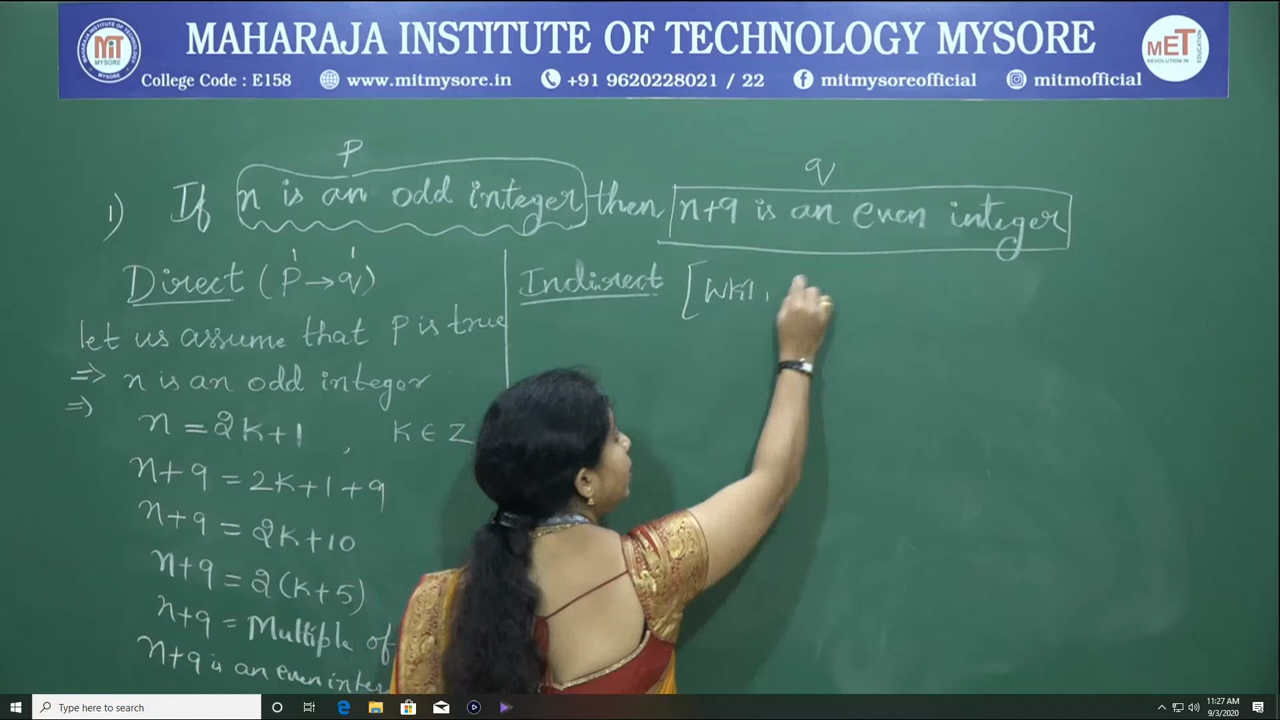 MAHARAJA INSTITUTE OF TECHNOLOGY MYSORE
College Code : E158 www.mitmysore.in +91 9620228021 / 22 mitmysoreofficial mitmofficial
MIT
MYSORE
MET
P
q
1) If n is an odd integer then n+9 is an even integer
Direct (P → q)
let us assume that P is true
=> n is an odd integer
=>
n = 2K+1 , K ∈ Z
n+9 = 2K+1+9
n+9 = 2K+10
n+9 = 2(K+5)
n+9 = Multiple of
n+9 is an even
Indirect [WKT,
Type here to search
11:27 AM
9/3/2020